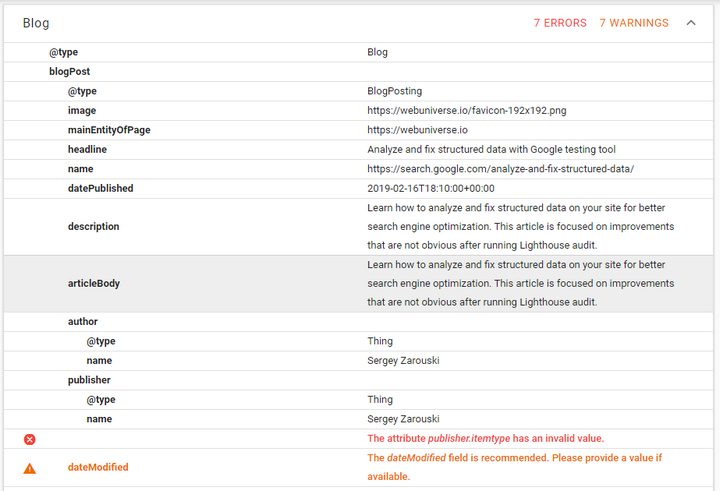 Blog 7 ERRORS 7 WARNINGS
@type Blog
blogPost
@type BlogPosting
image https://webuniverse.io/favicon-192x192.png
mainEntityOfPage https://webuniverse.io
headline Analyze and fix structured data with Google testing tool
name https://search.google.com/analyze-and-fix-structured-data/
datePublished 2019-02-16T18:10:00+00:00
Learn how to analyze and fix structured data on your site for better
description search engine optimization. This article is focused on improvements
that are not obvious after running Lighthouse audit.
Learn how to analyze and fix structured data on your site for better
articleBody search engine optimization. This article is focused on improvements
that are not obvious after running Lighthouse audit.
author
@type Thing
name Sergey Zarouski
publisher
@type Thing
name Sergey Zarouski
The attribute publisher.itemtype has an invalid value.
dateModified The dateModified field is recommended. Please provide a value if
available.